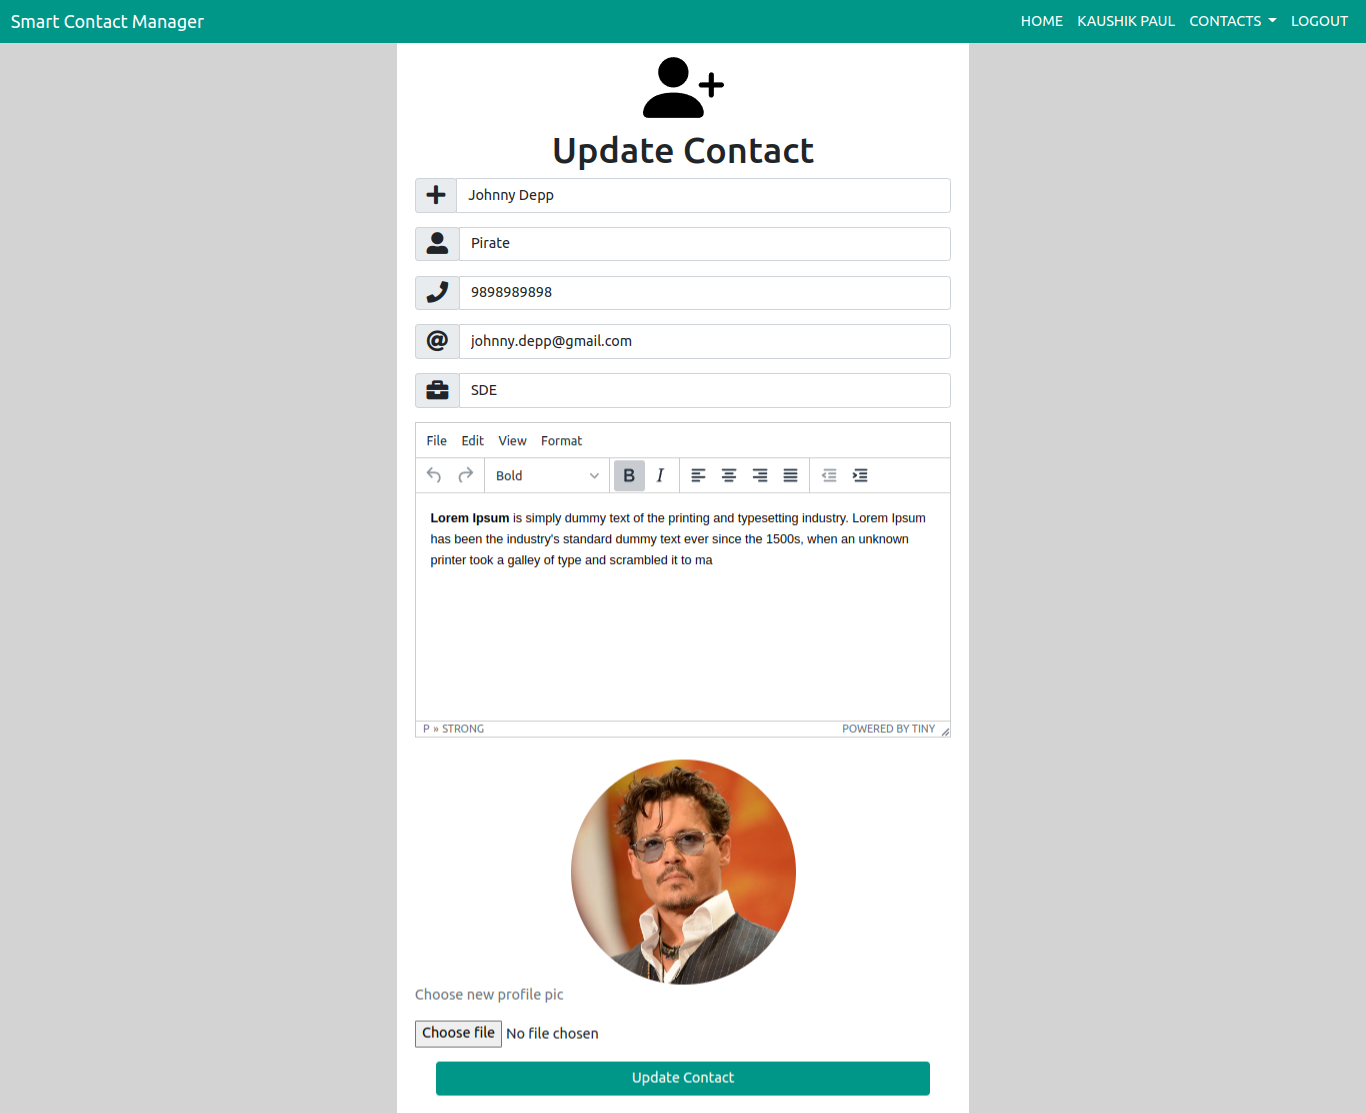 Smart Contact Manager
HOME KAUSHIK PAUL CONTACTS LOGOUT
Update Contact
Johnny Depp
Pirate
9898989898
johnny.depp@gmail.com
SDE
File Edit View Format
Bold B I
Lorem Ipsum is simply dummy text of the printing and typesetting industry. Lorem Ipsum
has been the industry's standard dummy text ever since the 1500s, when an unknown
printer took a galley of type and scrambled it to ma
P » STRONG POWERED BY TINY
Choose new profile pic
Choose file No file chosen
Update Contact